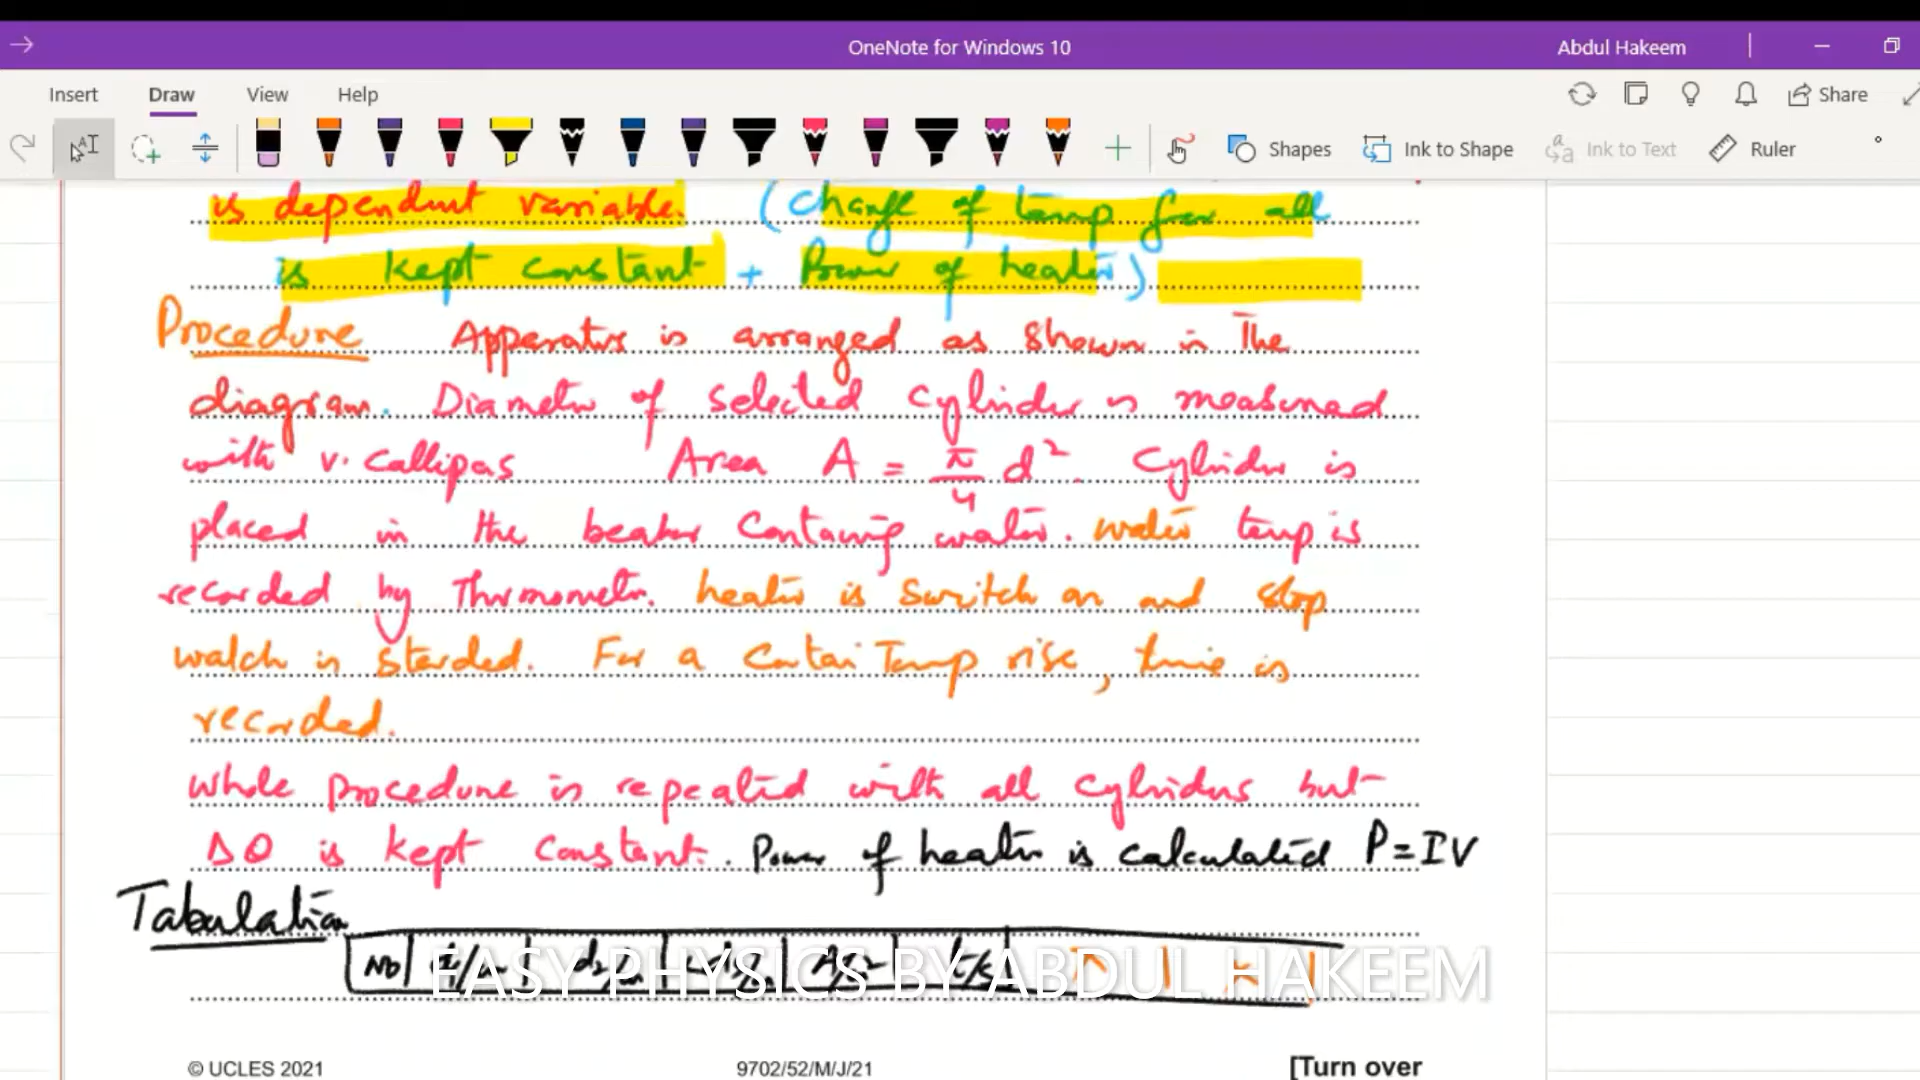 OneNote for Windows 10
Abdul Hakeem
Insert Draw View Help
Share
Shapes Ink to Shape Ink to Text Ruler
is dependent variable. (change of temp for all
is kept constant + Power of heater)
Procedure Apparatus is arranged as shown in the
diagram. Diameter of selected cylinder is measured
with v. callipas Area A = π/4 d². Cylinder is
placed in the beaker containing water. water temp is
recorded by Thermometer. heater is switch on and stop
watch is started. For a certai Temp rise, time is
recorded.
whole procedure is repeated with all cylinders but
Δθ is kept constant. Power of heater is calculated P=IV
Tabulation
No
EASY PHYSICS BY ABDUL HAKEEM
© UCLES 2021 9702/52/M/J/21 [Turn over